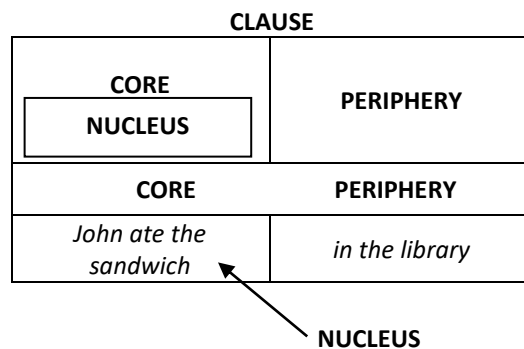 CLAUSE
CORE
PERIPHERY
NUCLEUS
CORE PERIPHERY
John ate the
sandwich
in the library
NUCLEUS